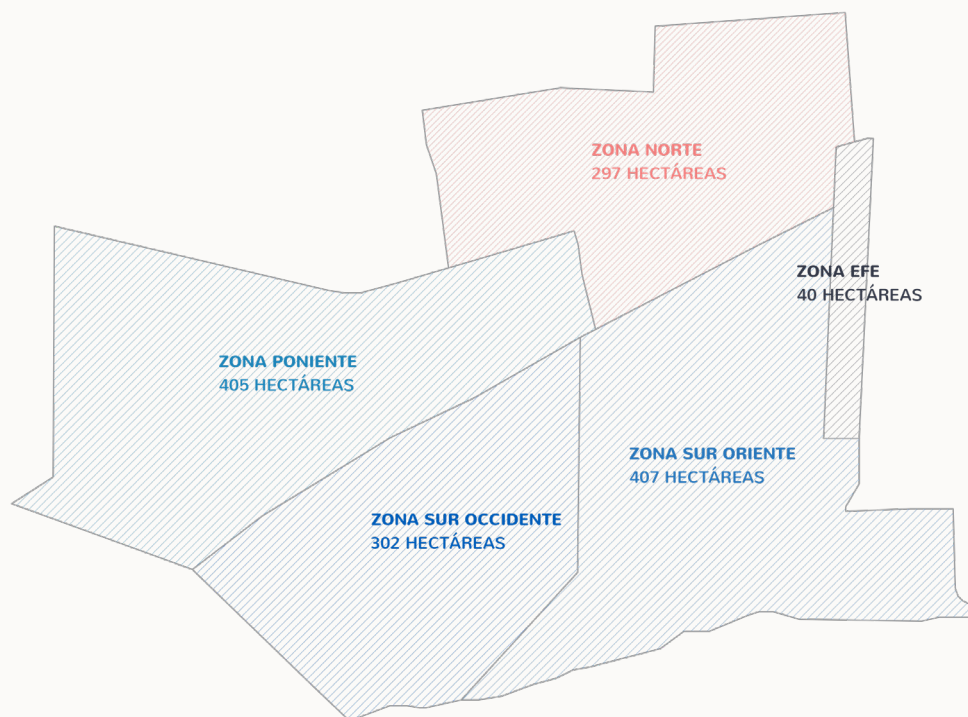 ZONA NORTE
297 HECTÁREAS
ZONA EFE
40 HECTÁREAS
ZONA PONIENTE
405 HECTÁREAS
ZONA SUR ORIENTE
407 HECTÁREAS
ZONA SUR OCCIDENTE
302 HECTÁREAS